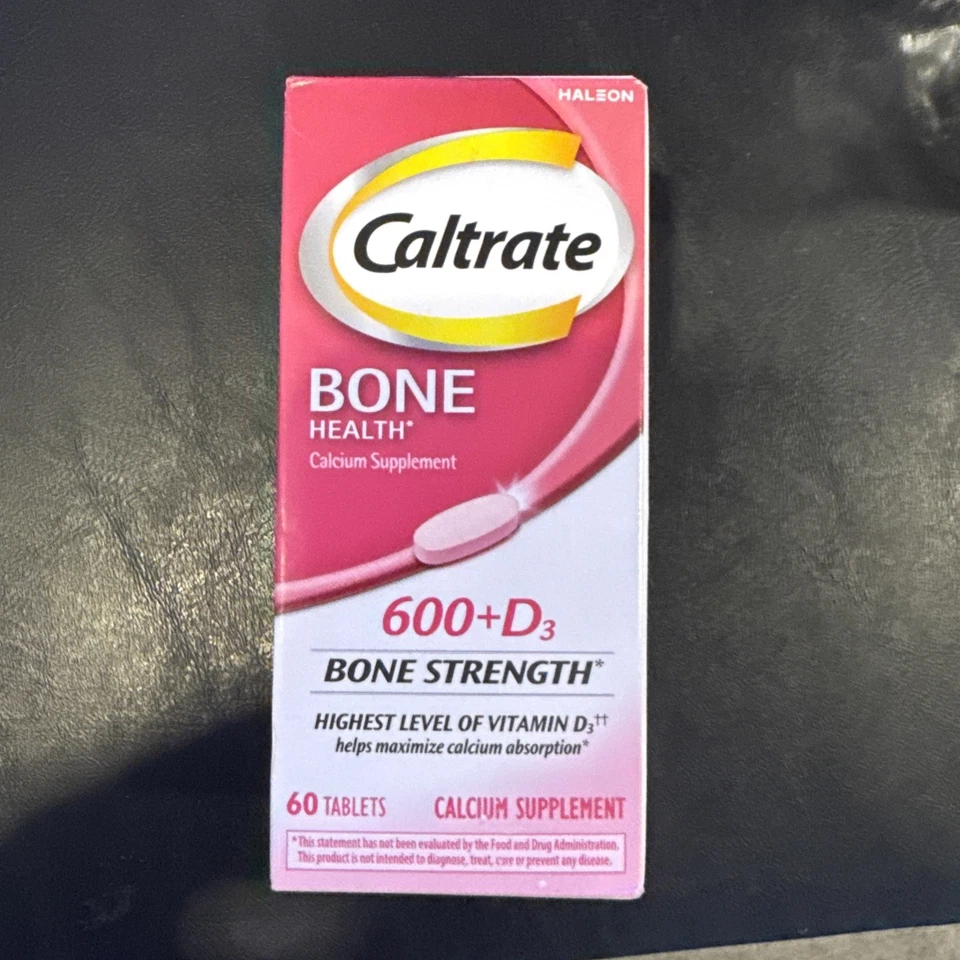 HALEON
Caltrate
BONE
HEALTH*
Calcium Supplement
600+D₃
BONE STRENGTH*
HIGHEST LEVEL OF VITAMIN D₃††
helps maximize calcium absorption*
60 TABLETS CALCIUM SUPPLEMENT
*This statement has not been evaluated by the Food and Drug Administration.
This product is not intended to diagnose, treat, cure or prevent any disease.